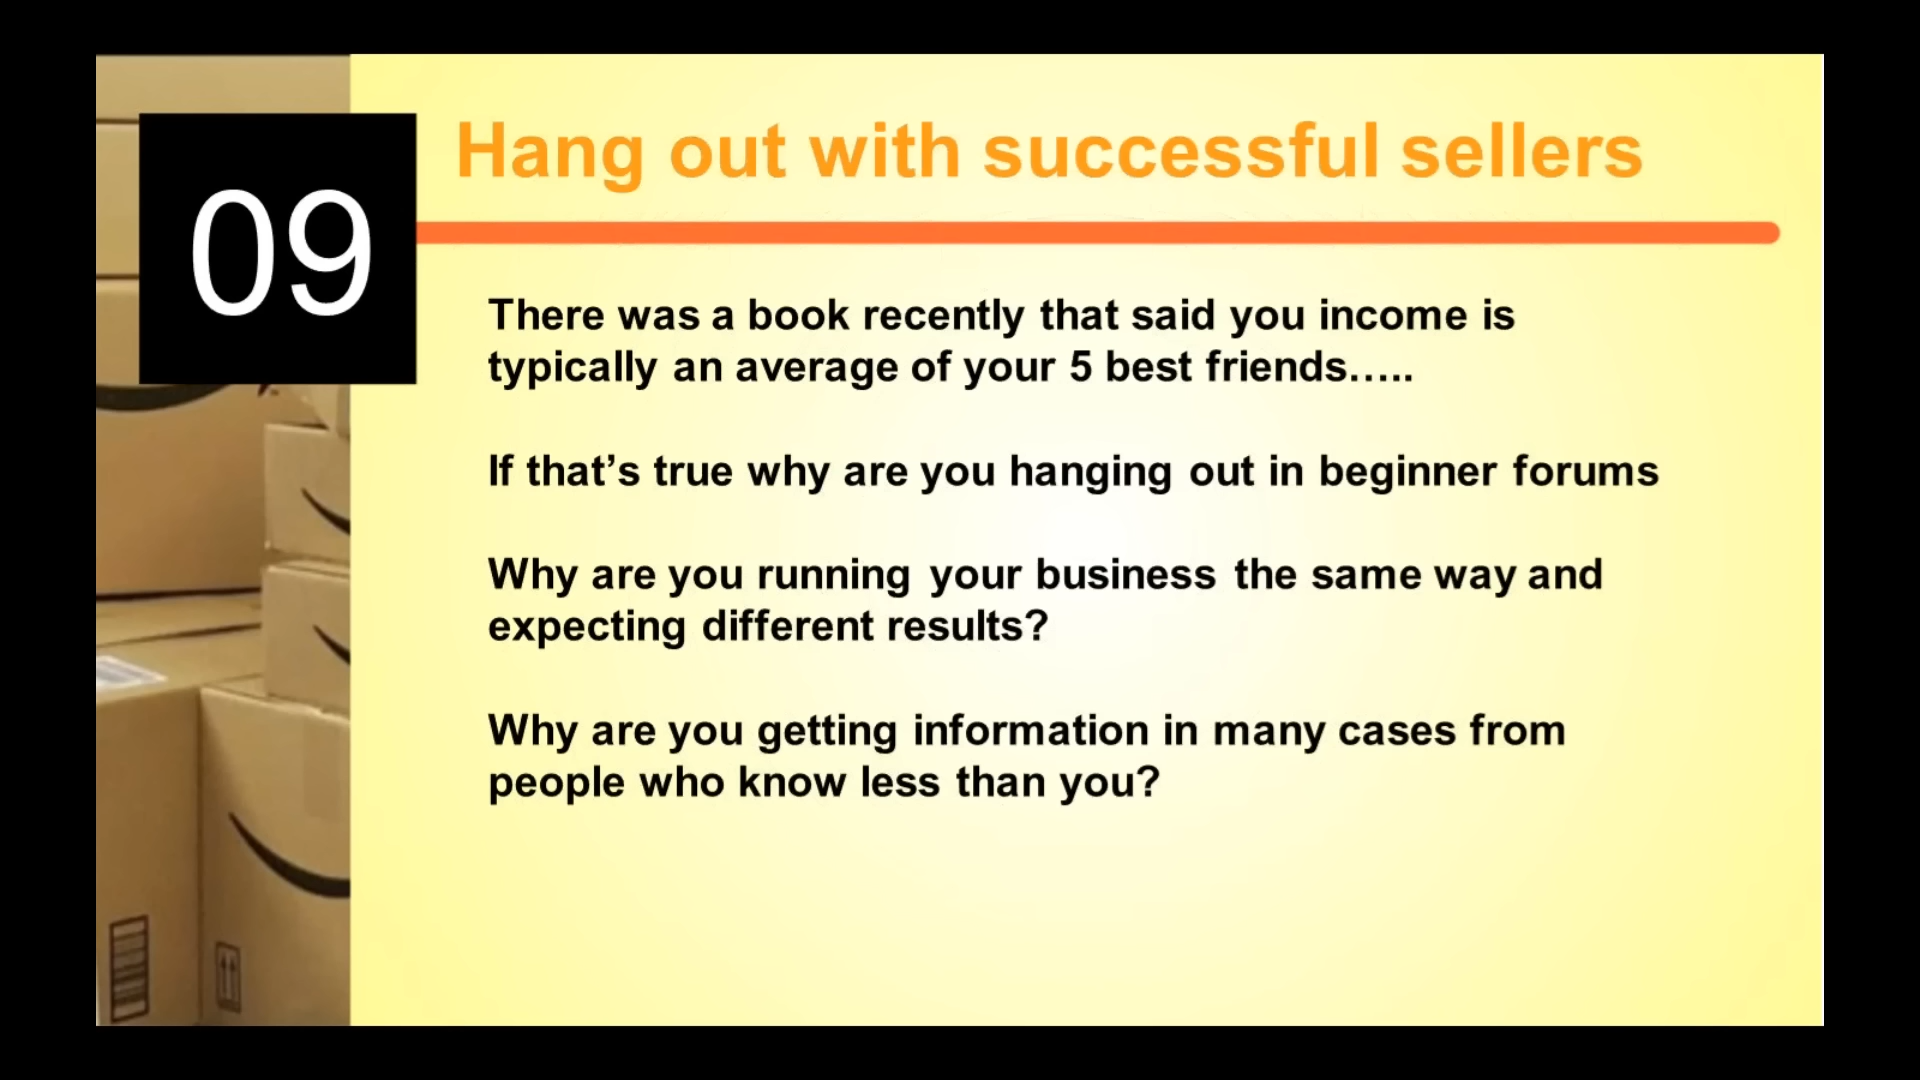 09
Hang out with successful sellers
There was a book recently that said you income is
typically an average of your 5 best friends…..
If that’s true why are you hanging out in beginner forums
Why are you running your business the same way and
expecting different results?
Why are you getting information in many cases from
people who know less than you?